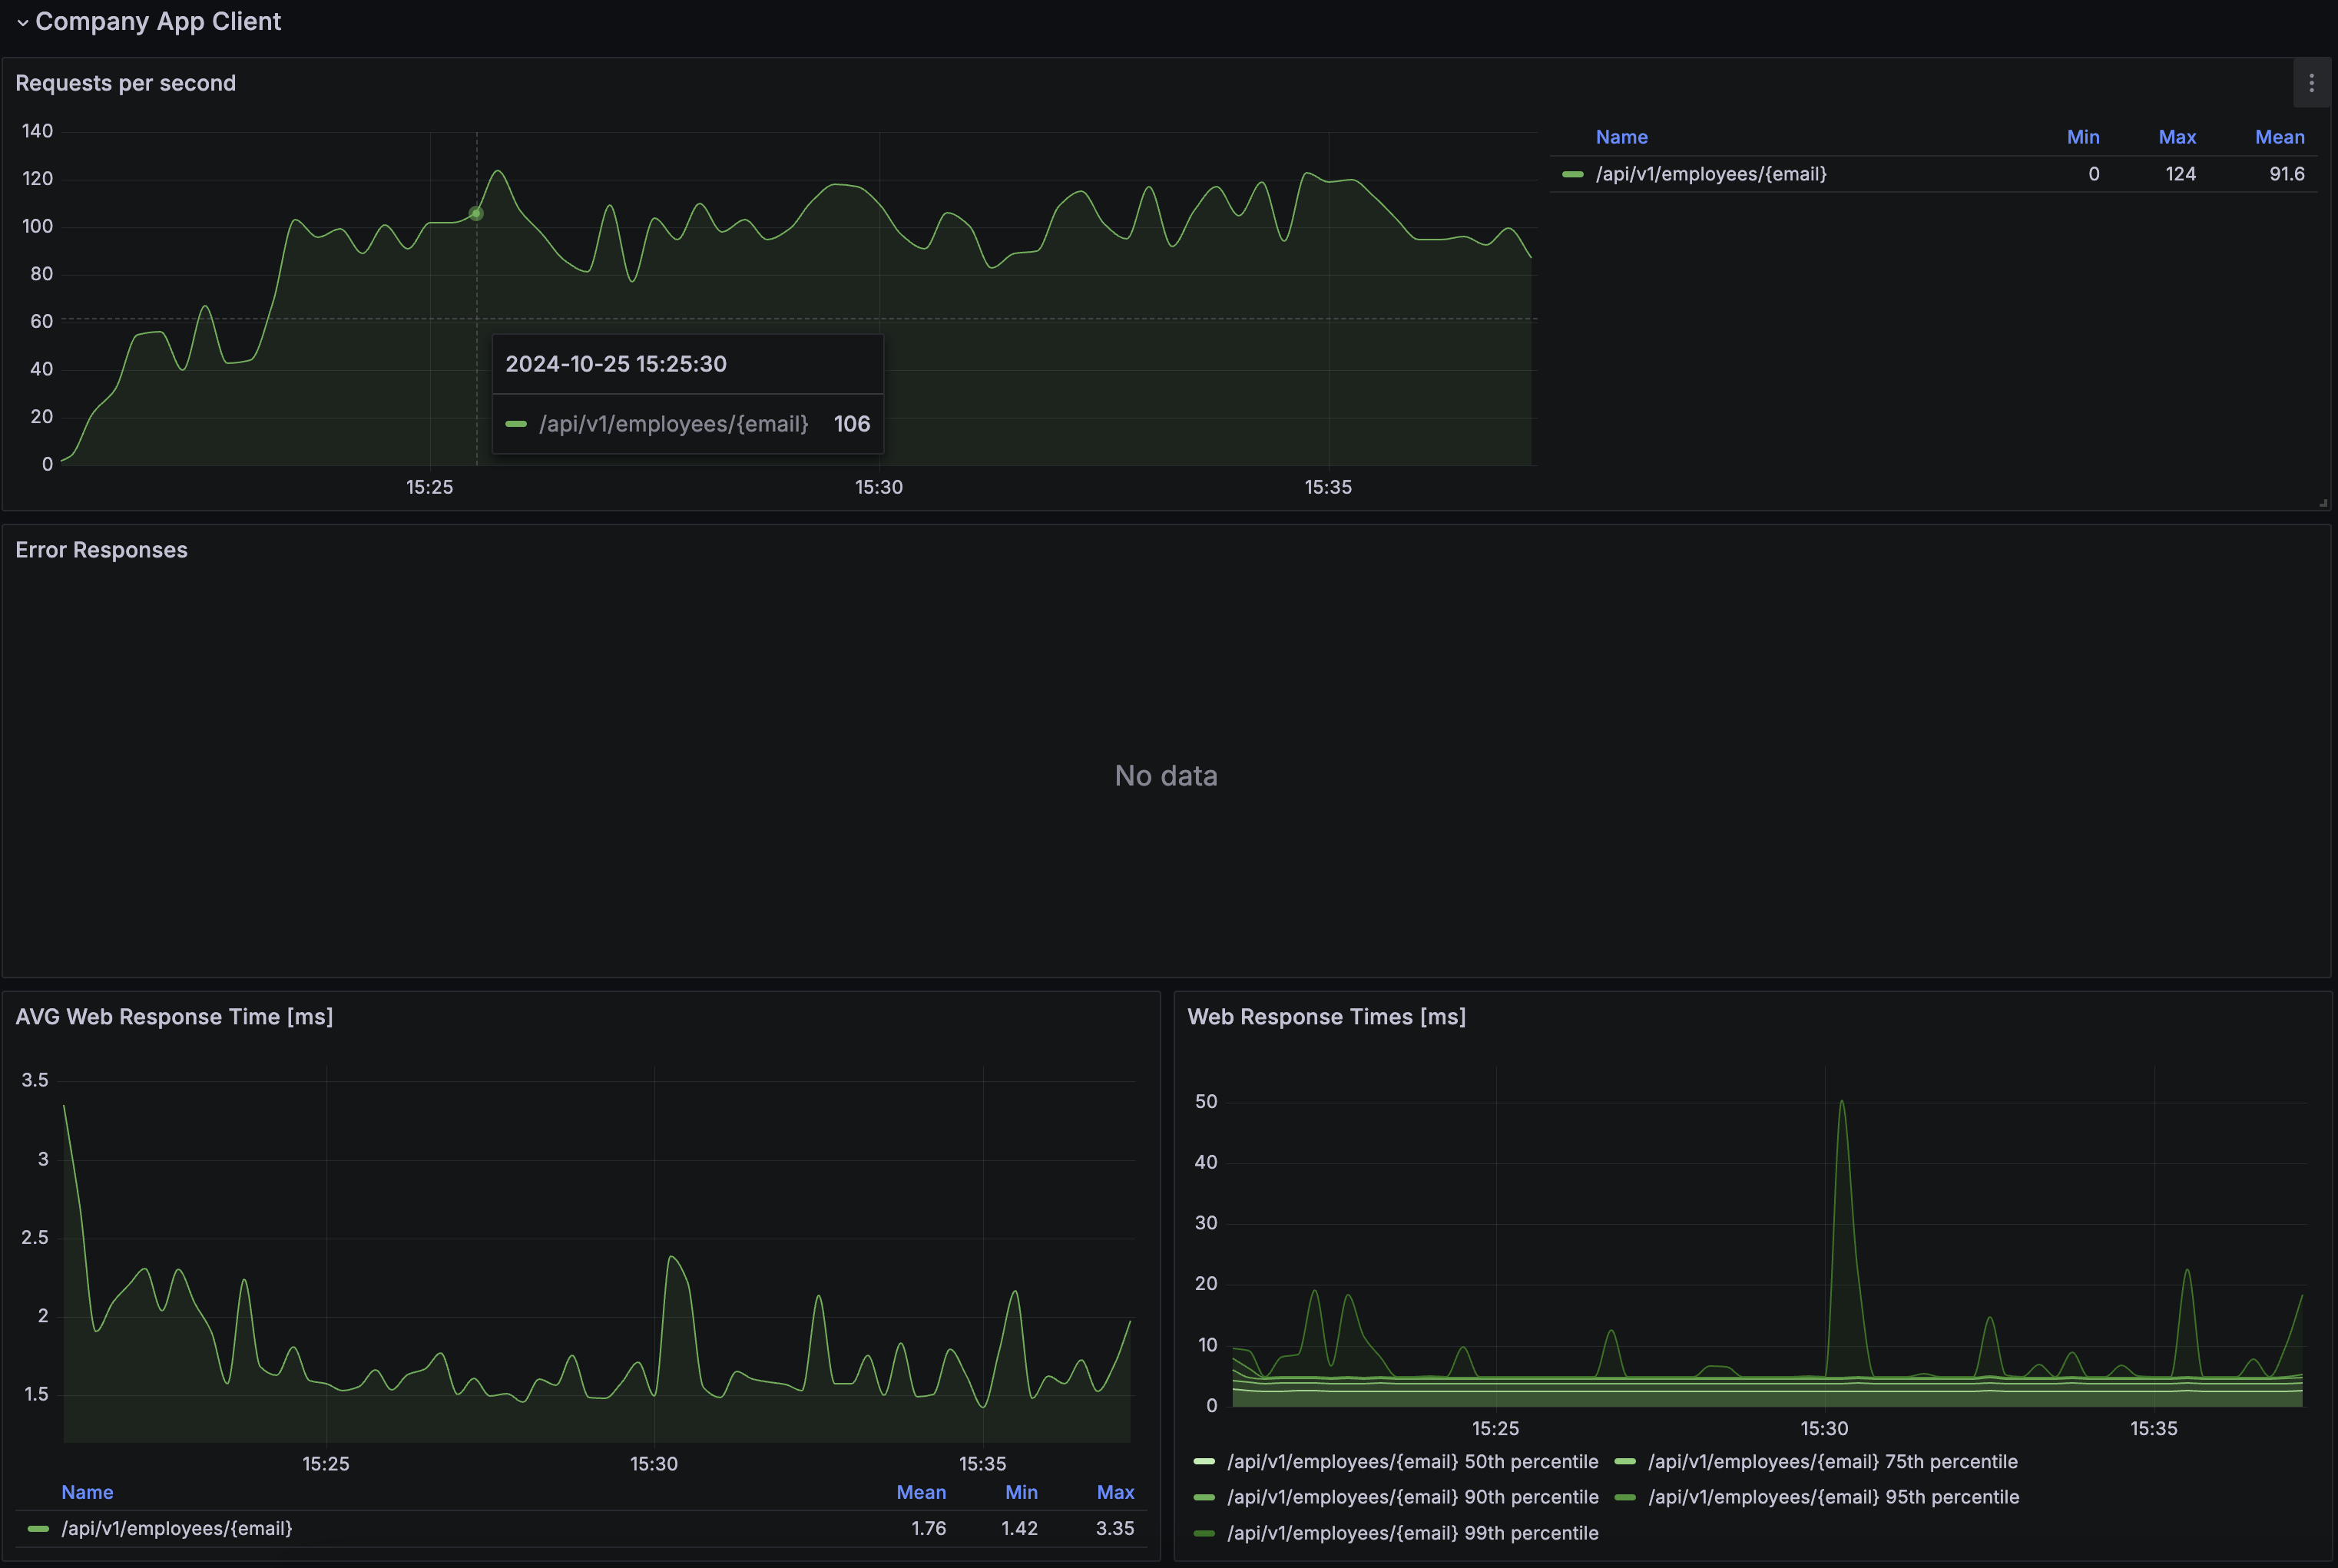 Company App Client
Requests per second
140
120
100
80
60
40
20
0
15:25 15:30 15:35
2024-10-25 15:25:30
/api/v1/employees/{email} 106
Name Min Max Mean
/api/v1/employees/{email} 0 124 91.6
Error Responses
No data
AVG Web Response Time [ms]
3.5
3
2.5
2
1.5
15:25 15:30 15:35
Name Mean Min Max
/api/v1/employees/{email} 1.76 1.42 3.35
Web Response Times [ms]
50
40
30
20
10
0
15:25 15:30 15:35
/api/v1/employees/{email} 50th percentile /api/v1/employees/{email} 75th percentile
/api/v1/employees/{email} 90th percentile /api/v1/employees/{email} 95th percentile
/api/v1/employees/{email} 99th percentile